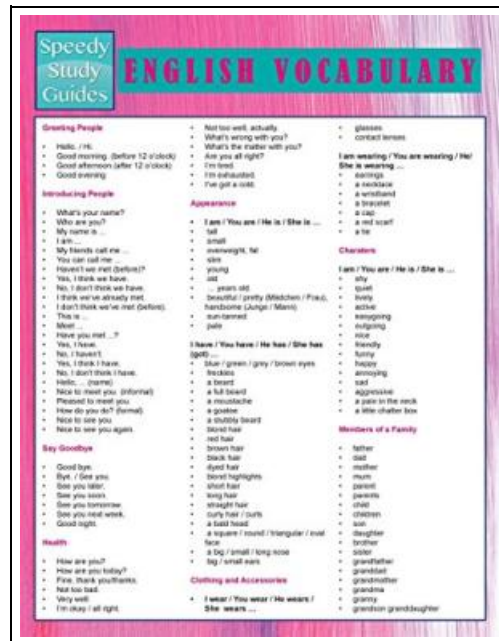 Speedy
Study
Guides
ENGLISH VOCABULARY
Greeting People
Hello. / Hi.
Good morning. (before 12 o'clock)
Good afternoon (after 12 o'clock)
Good evening
Introducing People
What's your name?
Who are you?
My name is ...
I am ...
My friends call me ...
You can call me ...
Haven't we met (before)?
Yes, I think we have.
No, I don't think we have.
I think we've already met.
I don't think we've met (before).
This is ...
Meet ...
Have you met ...?
Yes, I have.
No, I haven't.
Yes, I think I have.
No, I don't think I have.
Hello, ... (name)
Nice to meet you. (informal)
Pleased to meet you.
How do you do? (formal)
Nice to see you.
Nice to see you again.
Say Goodbye
Good bye.
Bye. / See you.
See you later.
See you soon.
See you tomorrow.
See you next week.
Good night.
Health
How are you?
How are you today?
Fine, thank you/thanks.
Not too bad.
Very well.
I'm okay / all right.
Not too well, actually.
What's wrong with you?
What's the matter with you?
Are you all right?
I'm tired.
I'm exhausted.
I've got a cold.
Appearance
I am / You are / He is / She is ...
tall
small
overweight, fat
slim
young
old
... years old
beautiful / pretty (Mädchen / Frau),
handsome (Junge / Mann)
sun-tanned
pale
I have / You have / He has / She has
(got) ...
blue / green / grey / brown eyes
freckles
a beard
a full beard
a moustache
a goatee
a stubbly beard
blond hair
red hair
brown hair
black hair
dyed hair
blond highlights
short hair
long hair
straight hair
curly hair / curls
a bald head
a square / round / triangular / oval
face
a big / small / long nose
big / small ears
Clothing and Accessories
I wear / You wear / He wears /
She wears ...
glasses
contact lenses
I am wearing / You are wearing / He/
She is wearing ...
earrings
a necklace
a wristband
a bracelet
a cap
a red scarf
a tie
Charaters
I am / You are / He is / She is ...
shy
quiet
lively
active
easygoing
outgoing
nice
friendly
funny
happy
annoying
sad
aggressive
a pain in the neck
a little chatter box
Members of a Family
father
dad
mother
mum
parent
parents
child
children
son
daughter
brother
sister
grandfather
granddad
grandmother
grandma
granny
grandson granddaughter